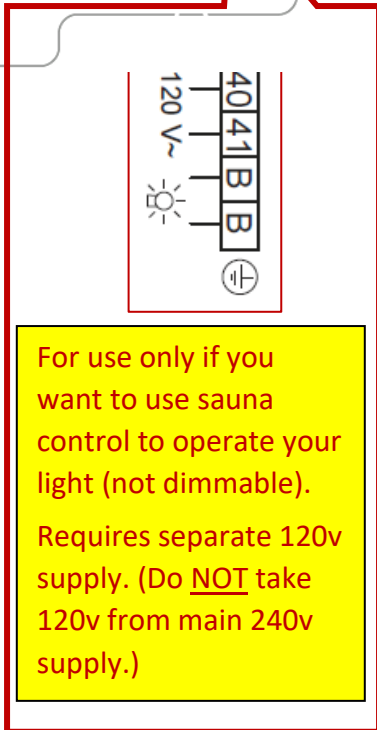 120 V~
40
41
B
B
For use only if you
want to use sauna
control to operate your
light (not dimmable).
Requires separate 120v
supply. (Do NOT take
120v from main 240v
supply.)